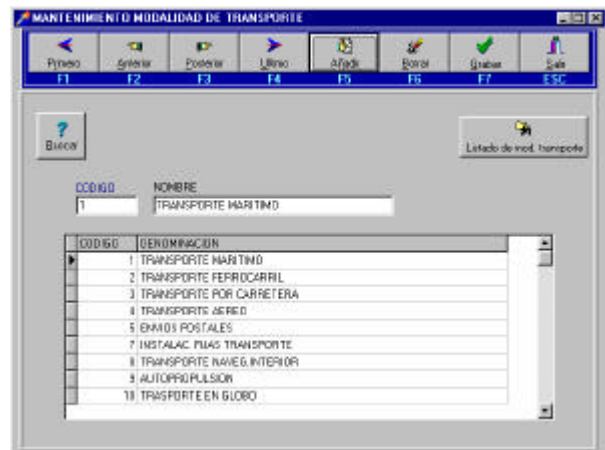 MANTENIMIENTO MODALIDAD DE TRANSPORTE
Primero Anterior Posterior Ultimo Añadir Borrar Grabar Salir
F1 F2 F3 F4 F5 F6 F7 ESC
Buscar
Listado de mod. transporte
CODIGO NOMBRE
1 TRANSPORTE MARITIMO
CODIGO DENOMINACION
1 TRANSPORTE MARITIMO
2 TRANSPORTE FERROCARRIL
3 TRANSPORTE POR CARRETERA
4 TRANSPORTE AEREO
5 ENVIOS POSTALES
7 INSTALAC. FIJAS TRANSPORTE
8 TRANSPORTE NAVEG.INTERIOR
9 AUTOPROPULSION
10 TRASPORTE EN GLOBO